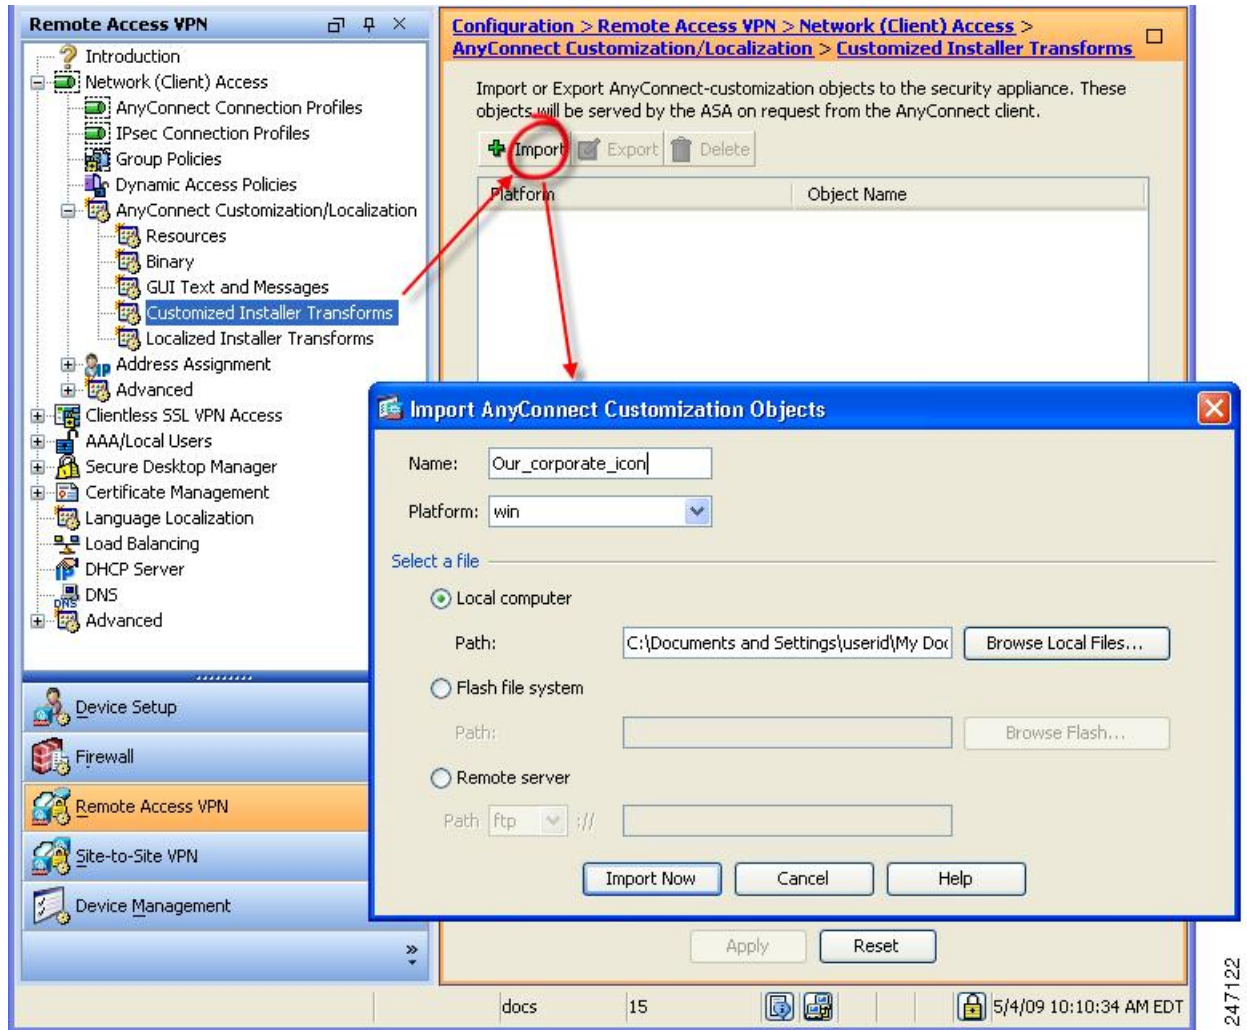 Remote Access VPN
Introduction
Network (Client) Access
AnyConnect Connection Profiles
IPsec Connection Profiles
Group Policies
Dynamic Access Policies
AnyConnect Customization/Localization
Resources
Binary
GUI Text and Messages
Customized Installer Transforms
Localized Installer Transforms
Address Assignment
Advanced
Clientless SSL VPN Access
AAA/Local Users
Secure Desktop Manager
Certificate Management
Language Localization
Load Balancing
DHCP Server
DNS
DNS
Advanced
Device Setup
Firewall
Remote Access VPN
Site-to-Site VPN
Device Management
»
Configuration > Remote Access VPN > Network (Client) Access >
AnyConnect Customization/Localization > Customized Installer Transforms
Import or Export AnyConnect-customization objects to the security appliance. These
objects will be served by the ASA on request from the AnyConnect client.
Import Export Delete
Platform Object Name
Import AnyConnect Customization Objects
Name: Our_corporate_icon
Platform: win
Select a file
Local computer
Path: C:\Documents and Settings\userid\My Doc Browse Local Files...
Flash file system
Path: Browse Flash...
Remote server
Path ftp ://
Import Now Cancel Help
Apply Reset
docs 15 5/4/09 10:10:34 AM EDT
247122